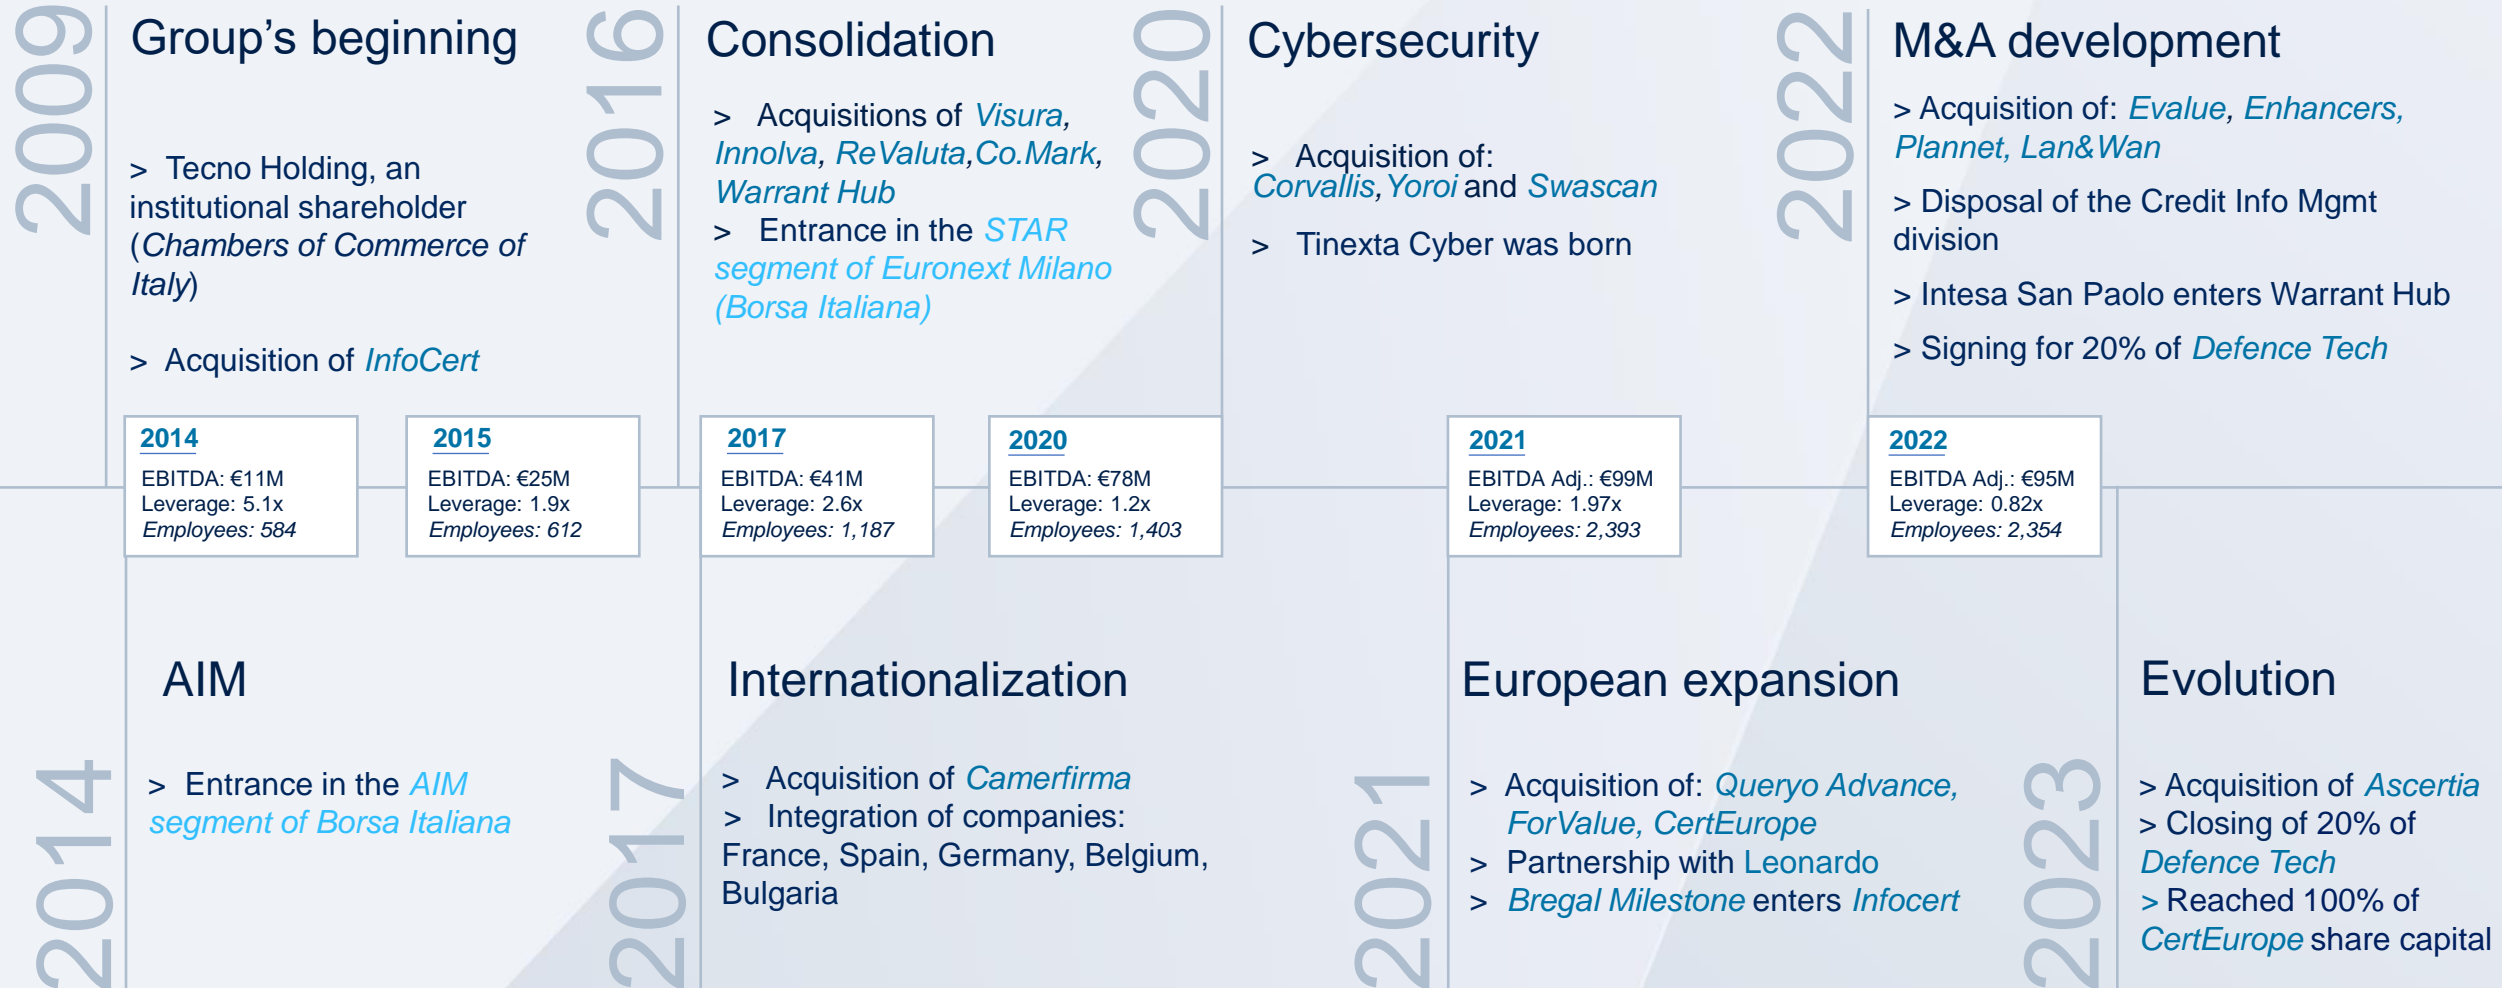 2009
Group's beginning
> Tecno Holding, an
institutional shareholder
(Chambers of Commerce of
Italy)
> Acquisition of InfoCert
2016
Consolidation
> Acquisitions of Visura,
Innolva, ReValuta,Co.Mark,
Warrant Hub
> Entrance in the STAR
segment of Euronext Milano
(Borsa Italiana)
2020
Cybersecurity
> Acquisition of:
Corvallis,Yoroi and Swascan
> Tinexta Cyber was born
2022
M&A development
> Acquisition of: Evalue, Enhancers,
Plannet, Lan&Wan
> Disposal of the Credit Info Mgmt
division
> Intesa San Paolo enters Warrant Hub
> Signing for 20% of Defence Tech
2014
EBITDA: €11M
Leverage: 5.1x
Employees: 584
2015
EBITDA: €25M
Leverage: 1.9x
Employees: 612
2017
EBITDA: €41M
Leverage: 2.6x
Employees: 1,187
2020
EBITDA: €78M
Leverage: 1.2x
Employees: 1,403
2021
EBITDA Adj.: €99M
Leverage: 1.97x
Employees: 2,393
2022
EBITDA Adj.: €95M
Leverage: 0.82x
Employees: 2,354
2014
AIM
> Entrance in the AIM
segment of Borsa Italiana
2017
Internationalization
> Acquisition of Camerfirma
> Integration of companies:
France, Spain, Germany, Belgium,
Bulgaria
2021
European expansion
> Acquisition of: Queryo Advance,
ForValue, CertEurope
> Partnership with Leonardo
> Bregal Milestone enters Infocert
2023
Evolution
> Acquisition of Ascertia
> Closing of 20% of
Defence Tech
> Reached 100% of
CertEurope share capital